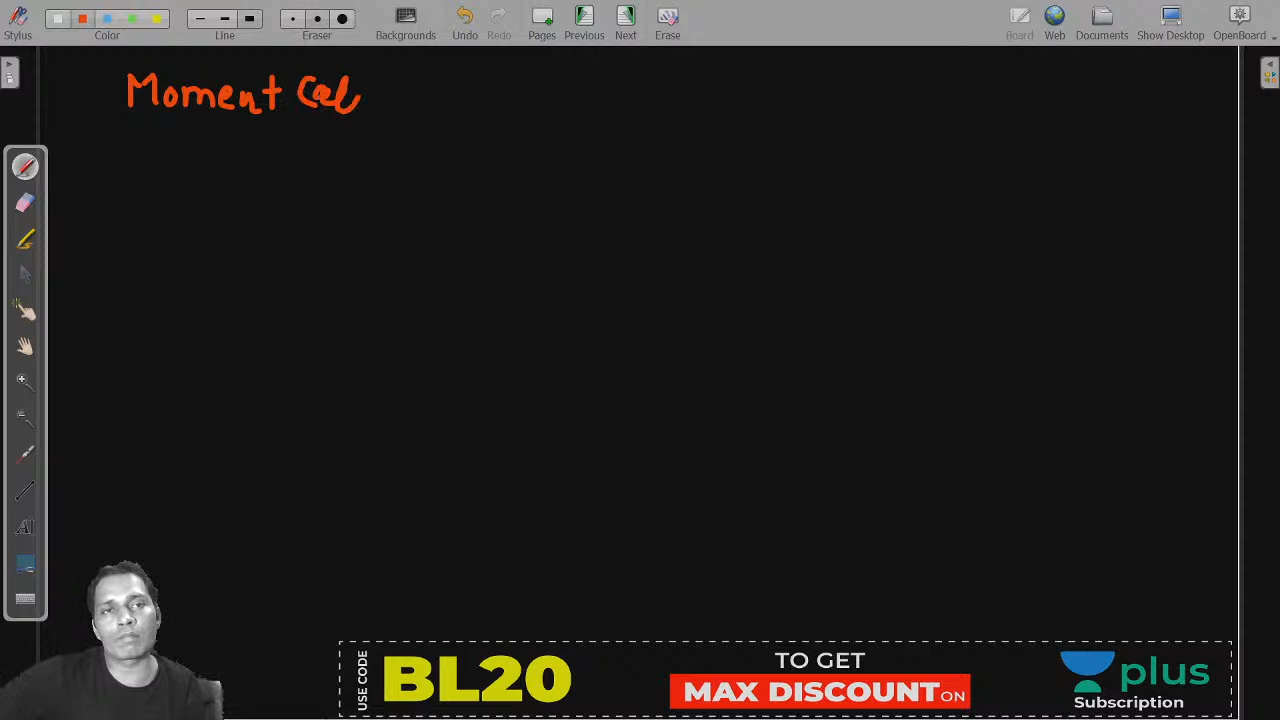 Stylus
Color
Line
Eraser
Backgrounds
Undo
Redo
Pages
Previous
Next
Erase
Board
Web
Documents
Show Desktop
OpenBoard
Moment Cal
AI
USE CODE
BL20
TO GET
MAX DISCOUNT ON
plus
Subscription